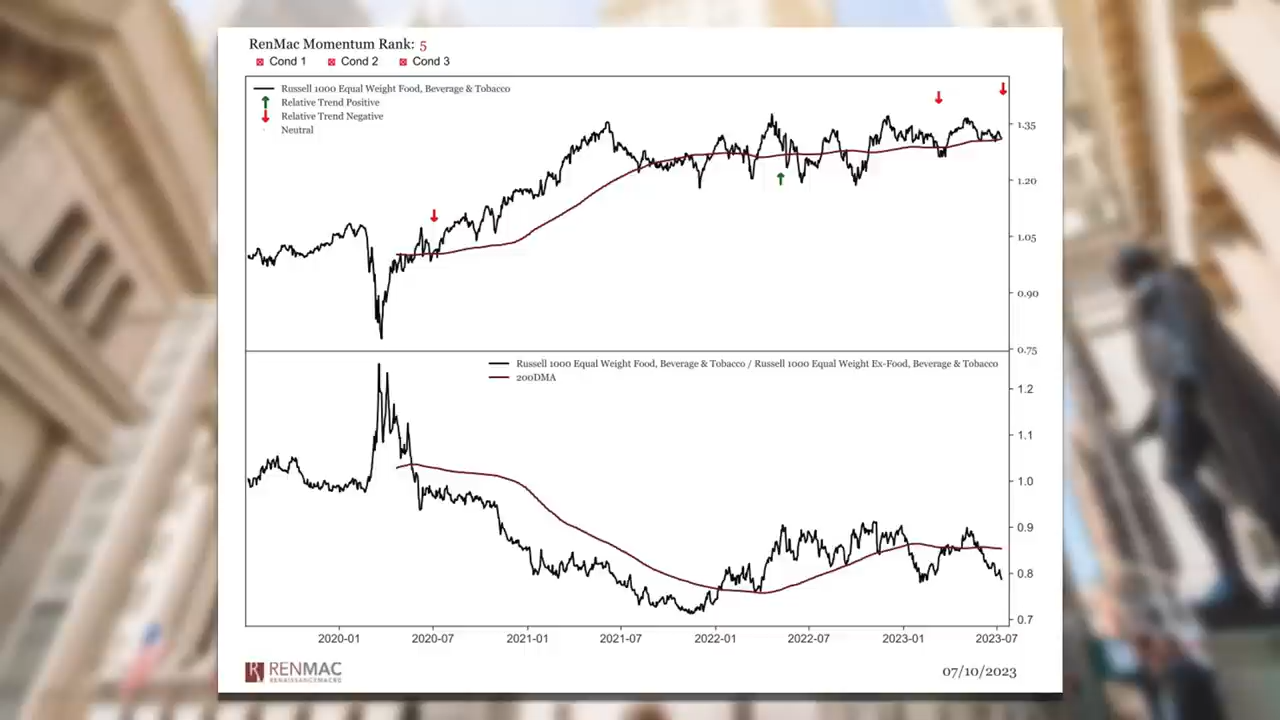 RenMac Momentum Rank: 5
Cond 1 Cond 2 Cond 3
Russell 1000 Equal Weight Food, Beverage & Tobacco
Relative Trend Positive
Relative Trend Negative
Neutral
1.35
1.20
1.05
0.90
0.75
Russell 1000 Equal Weight Food, Beverage & Tobacco / Russell 1000 Equal Weight Ex-Food, Beverage & Tobacco
200DMA
1.2
1.1
1.0
0.9
0.8
0.7
2020-01 2020-07 2021-01 2021-07 2022-01 2022-07 2023-01 2023-07
R RENMAC
RENAISSANCEMACRO
07/10/2023